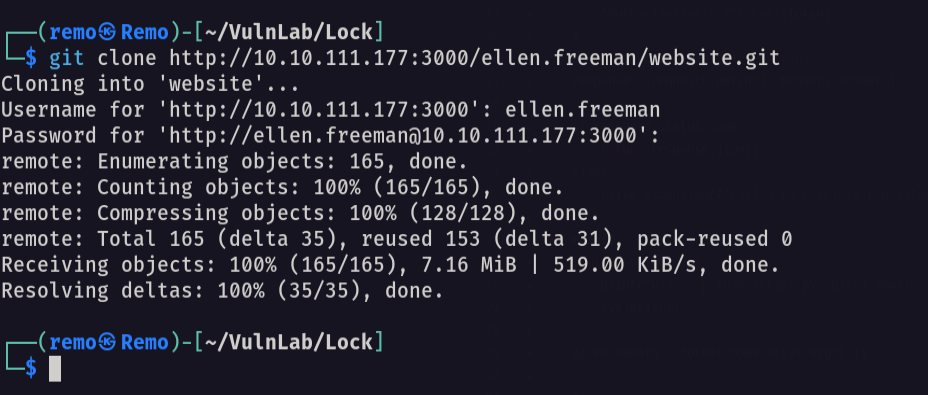 ┌──(remo㉿Remo)-[~/VulnLab/Lock]
└─$ git clone http://10.10.111.177:3000/ellen.freeman/website.git
Cloning into 'website'...
Username for 'http://10.10.111.177:3000': ellen.freeman
Password for 'http://ellen.freeman@10.10.111.177:3000':
remote: Enumerating objects: 165, done.
remote: Counting objects: 100% (165/165), done.
remote: Compressing objects: 100% (128/128), done.
remote: Total 165 (delta 35), reused 153 (delta 31), pack-reused 0
Receiving objects: 100% (165/165), 7.16 MiB | 519.00 KiB/s, done.
Resolving deltas: 100% (35/35), done.
┌──(remo㉿Remo)-[~/VulnLab/Lock]
└─$